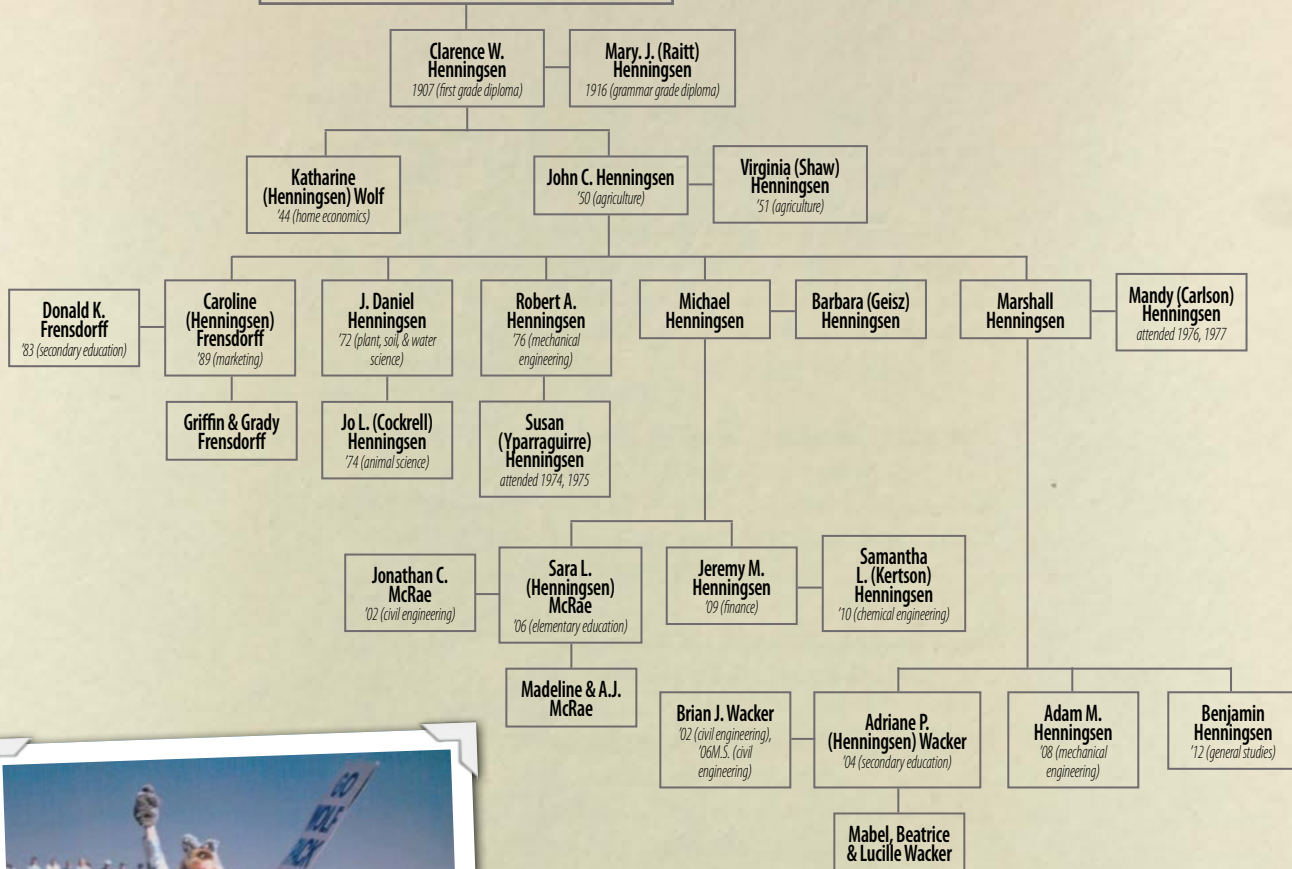 Clarence W.
Henningsen
1907 (first grade diploma)
Mary. J. (Raitt)
Henningsen
1916 (grammar grade diploma)
Katharine
(Henningsen) Wolf
'44 (home economics)
John C. Henningsen
'50 (agriculture)
Virginia (Shaw)
Henningsen
'51 (agriculture)
Donald K.
Frensdorff
'83 (secondary education)
Caroline
(Henningsen)
Frensdorff
'89 (marketing)
J. Daniel
Henningsen
'72 (plant, soil, & water
science)
Robert A.
Henningsen
'76 (mechanical
engineering)
Michael
Henningsen
Barbara (Geisz)
Henningsen
Marshall
Henningsen
Mandy (Carlson)
Henningsen
attended 1976, 1977
Griffin & Grady
Frensdorff
Jo L. (Cockrell)
Henningsen
'74 (animal science)
Susan
(Yparraguirre)
Henningsen
attended 1974, 1975
Jonathan C.
McRae
'02 (civil engineering)
Sara L.
(Henningsen)
McRae
'06 (elementary education)
Jeremy M.
Henningsen
'09 (finance)
Samantha
L. (Kertson)
Henningsen
'10 (chemical engineering)
Madeline & A.J.
McRae
Brian J. Wacker
'02 (civil engineering),
'06M.S. (civil
engineering)
Adriane P.
(Henningsen) Wacker
'04 (secondary education)
Adam M.
Henningsen
'08 (mechanical
engineering)
Benjamin
Henningsen
'12 (general studies)
Mabel, Beatrice
& Lucille Wacker
GO
WOLF
PACK